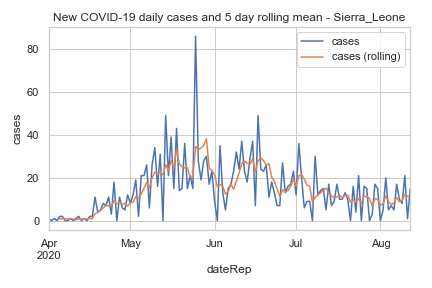 New COVID-19 daily cases and 5 day rolling mean - Sierra_Leone
cases
cases (rolling)
80
60
40
20
0
cases
Apr
2020
May
Jun
Jul
Aug
dateRep